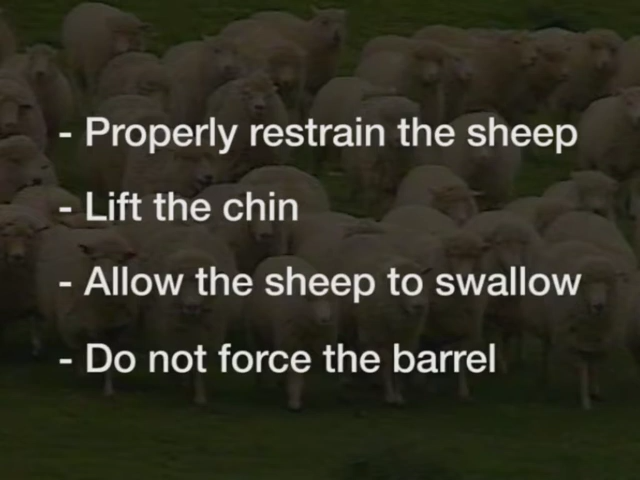 - Properly restrain the sheep
- Lift the chin
- Allow the sheep to swallow
- Do not force the barrel